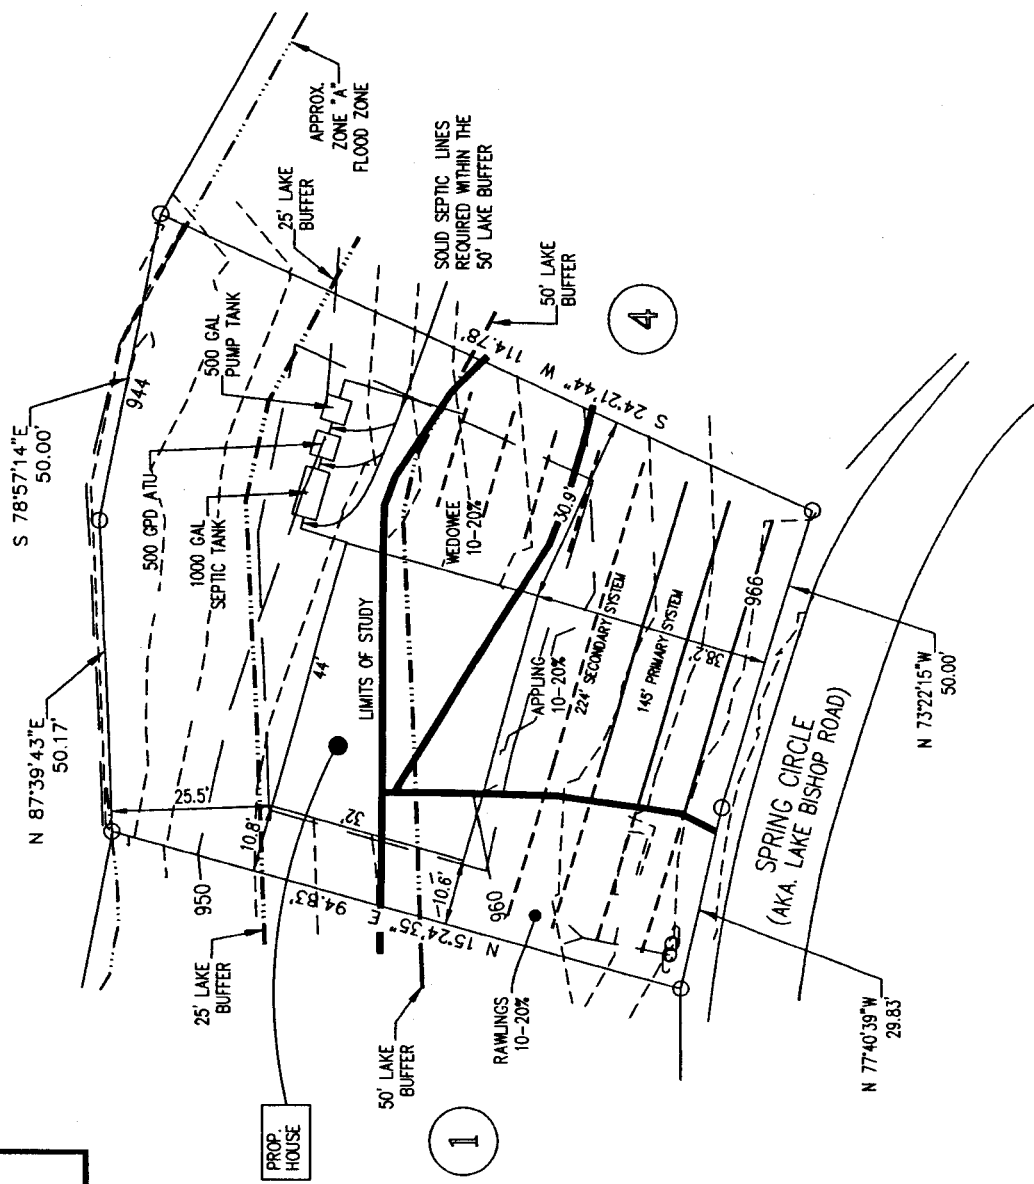 S 78°57'14"E
50.00'
N 87°39'43"E
50.17'
944
APPROX.
ZONE "A"
FLOOD ZONE
25' LAKE
BUFFER
SOLID SEPTIC LINES
REQUIRED WITHIN THE
50' LAKE BUFFER
500 GAL
PUMP TANK
500 GPD ATU
1000 GAL
SEPTIC TANK
50' LAKE
BUFFER
4
114.78'
S 24°21'44" W
25.5'
10.8'
950
94.83'
N 15°24'35" E
32'
44'
LIMITS OF STUDY
WEDOWEE
10-20%
30.9'
25' LAKE
BUFFER
50' LAKE
BUFFER
10.6'
960
APPLING
10-20%
224' SECONDARY SYSTEM
145' PRIMARY SYSTEM
38.2'
966
RAWLINGS
10-20%
PROP.
HOUSE
1
SPRING CIRCLE
(AKA. LAKE BISHOP ROAD)
N 73°22'15"W
50.00'
N 77°40'39"W
29.83'